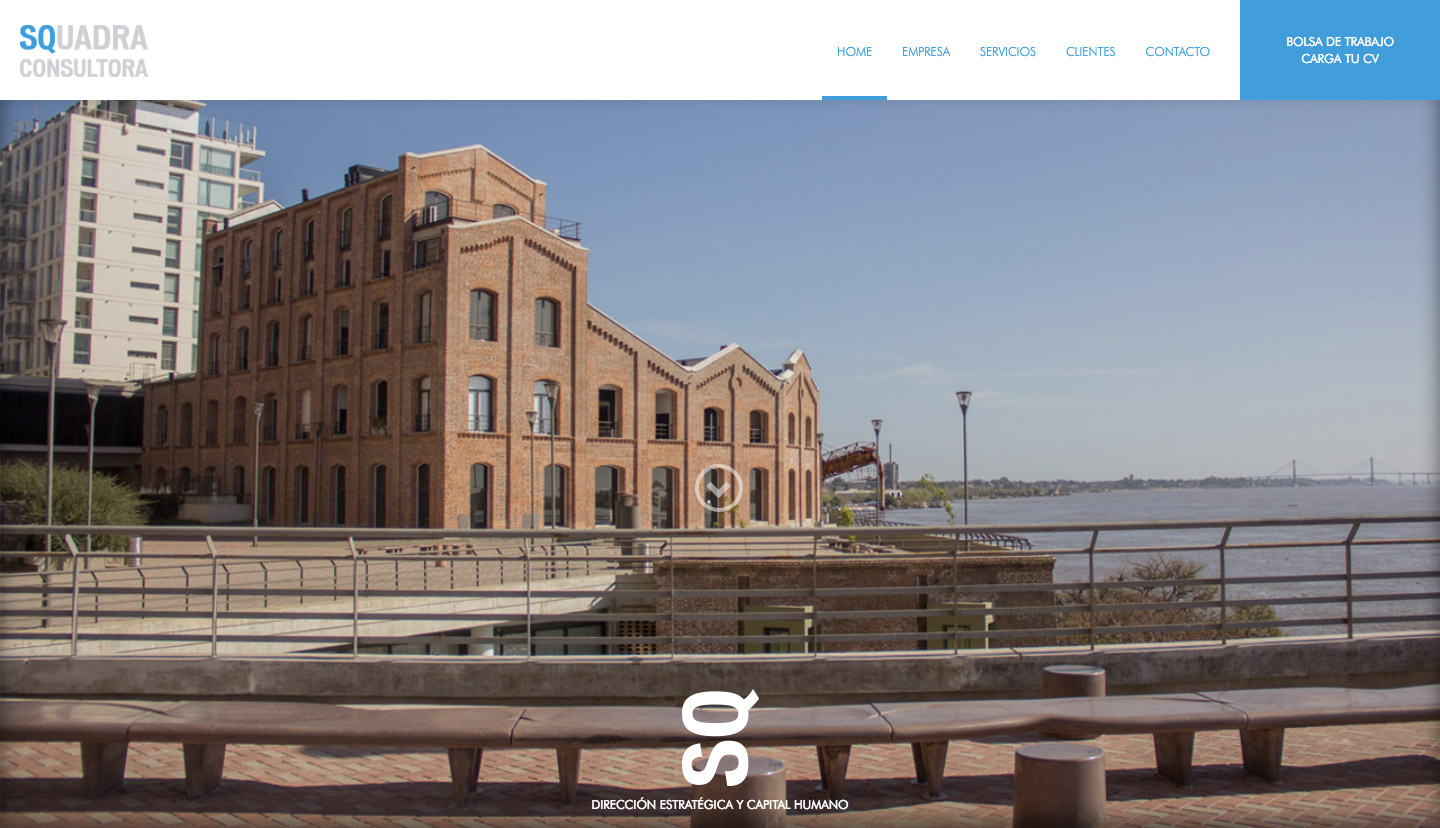 SQUADRA
CONSULTORA
HOME
EMPRESA
SERVICIOS
CLIENTES
CONTACTO
BOLSA DE TRABAJO
CARGA TU CV
SQ
DIRECCIÓN ESTRATÉGICA Y CAPITAL HUMANO